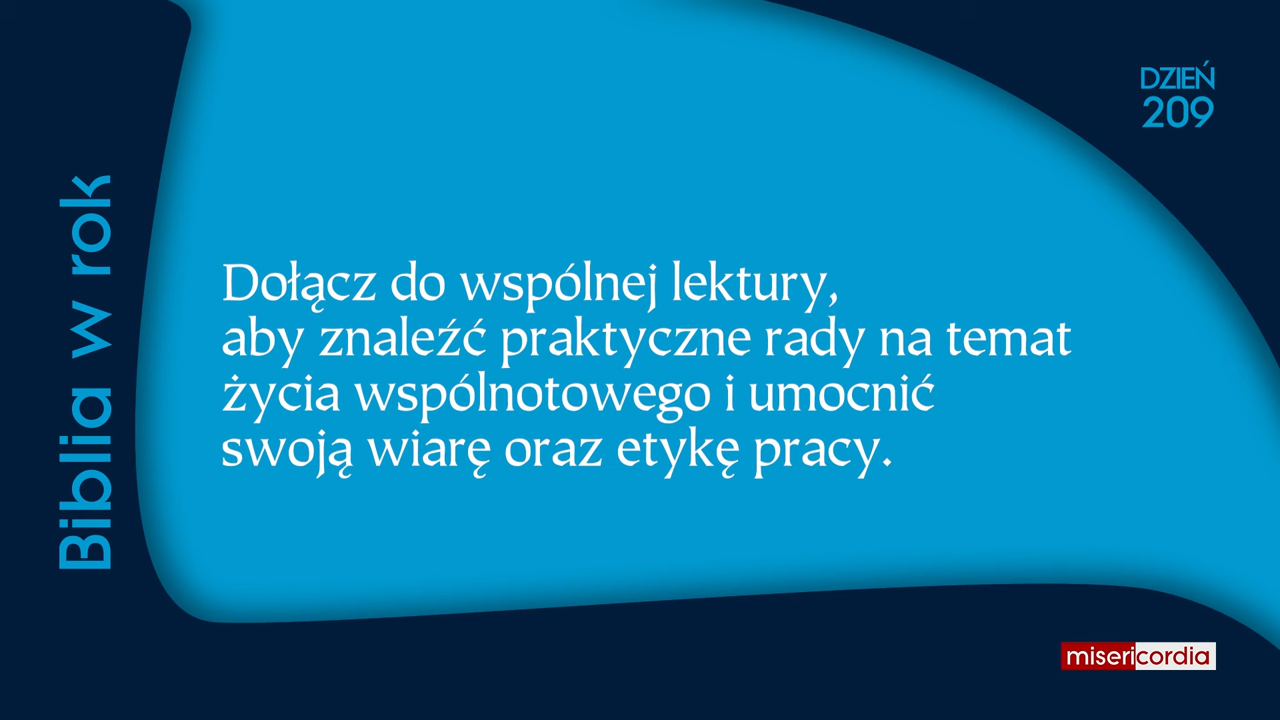 Biblia w rok
DZIEŃ
209
Dołącz do wspólnej lektury,
aby znaleźć praktyczne rady na temat
życia wspólnotowego i umocnić
swoją wiarę oraz etykę pracy.
misericordia